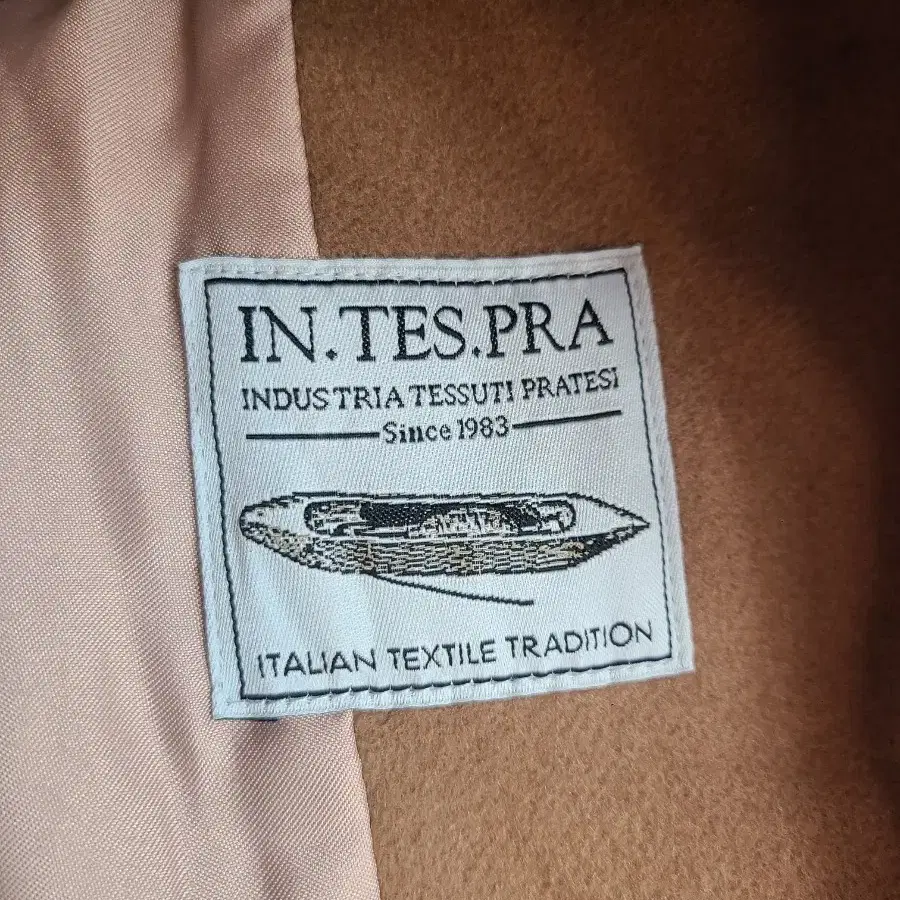 IN.TES.PRA
INDUSTRIA TESSUTI PRATESI
Since 1983
ITALIAN TEXTILE TRADITION